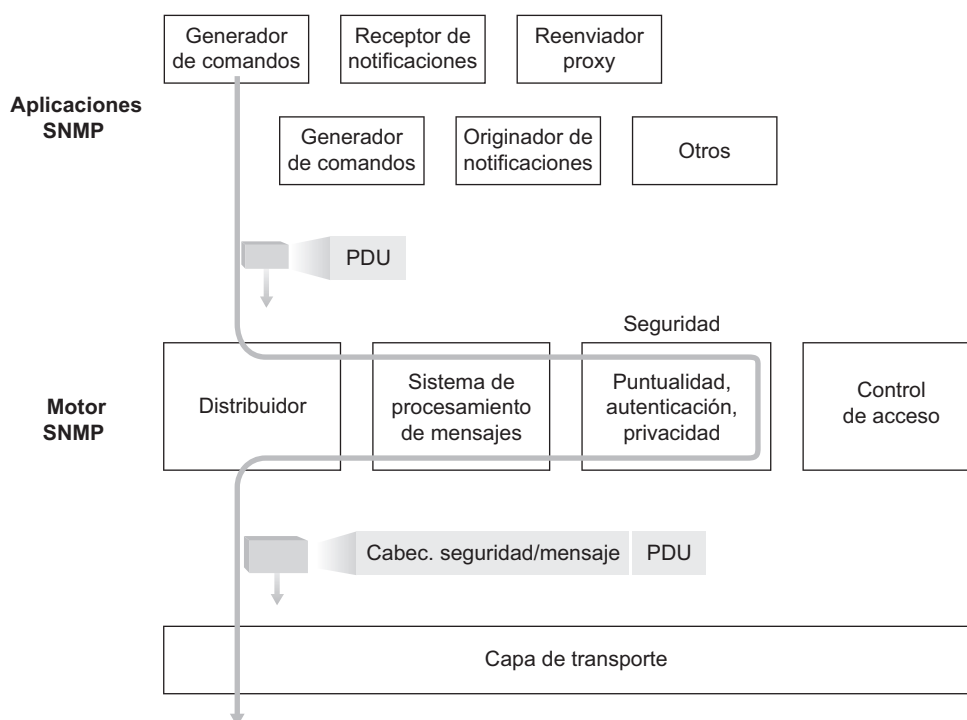 Generador
de comandos
Receptor de
notificaciones
Reenviador
proxy
Aplicaciones
SNMP
Generador
de comandos
Originador de
notificaciones
Otros
PDU
Seguridad
Motor
SNMP
Distribuidor
Sistema de
procesamiento
de mensajes
Puntualidad,
autenticación,
privacidad
Control
de acceso
Cabec. seguridad/mensaje
PDU
Capa de transporte